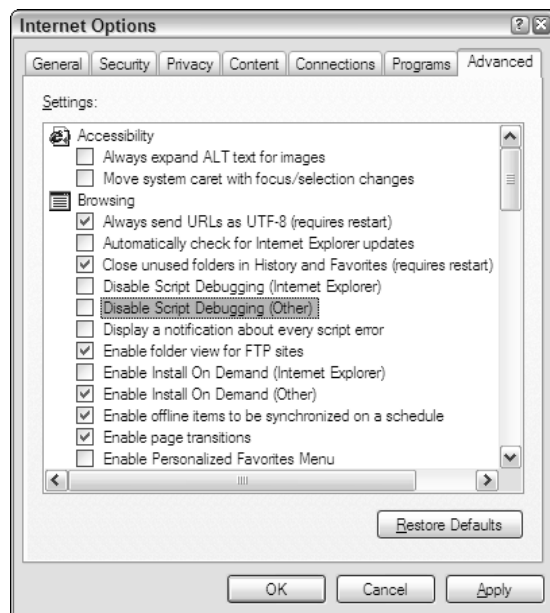 Internet Options
General Security Privacy Content Connections Programs Advanced
Settings:
Accessibility
Always expand ALT text for images
Move system caret with focus/selection changes
Browsing
Always send URLs as UTF-8 (requires restart)
Automatically check for Internet Explorer updates
Close unused folders in History and Favorites (requires restart)
Disable Script Debugging (Internet Explorer)
Disable Script Debugging (Other)
Display a notification about every script error
Enable folder view for FTP sites
Enable Install On Demand (Internet Explorer)
Enable Install On Demand (Other)
Enable offline items to be synchronized on a schedule
Enable page transitions
Enable Personalized Favorites Menu
Restore Defaults
OK Cancel Apply